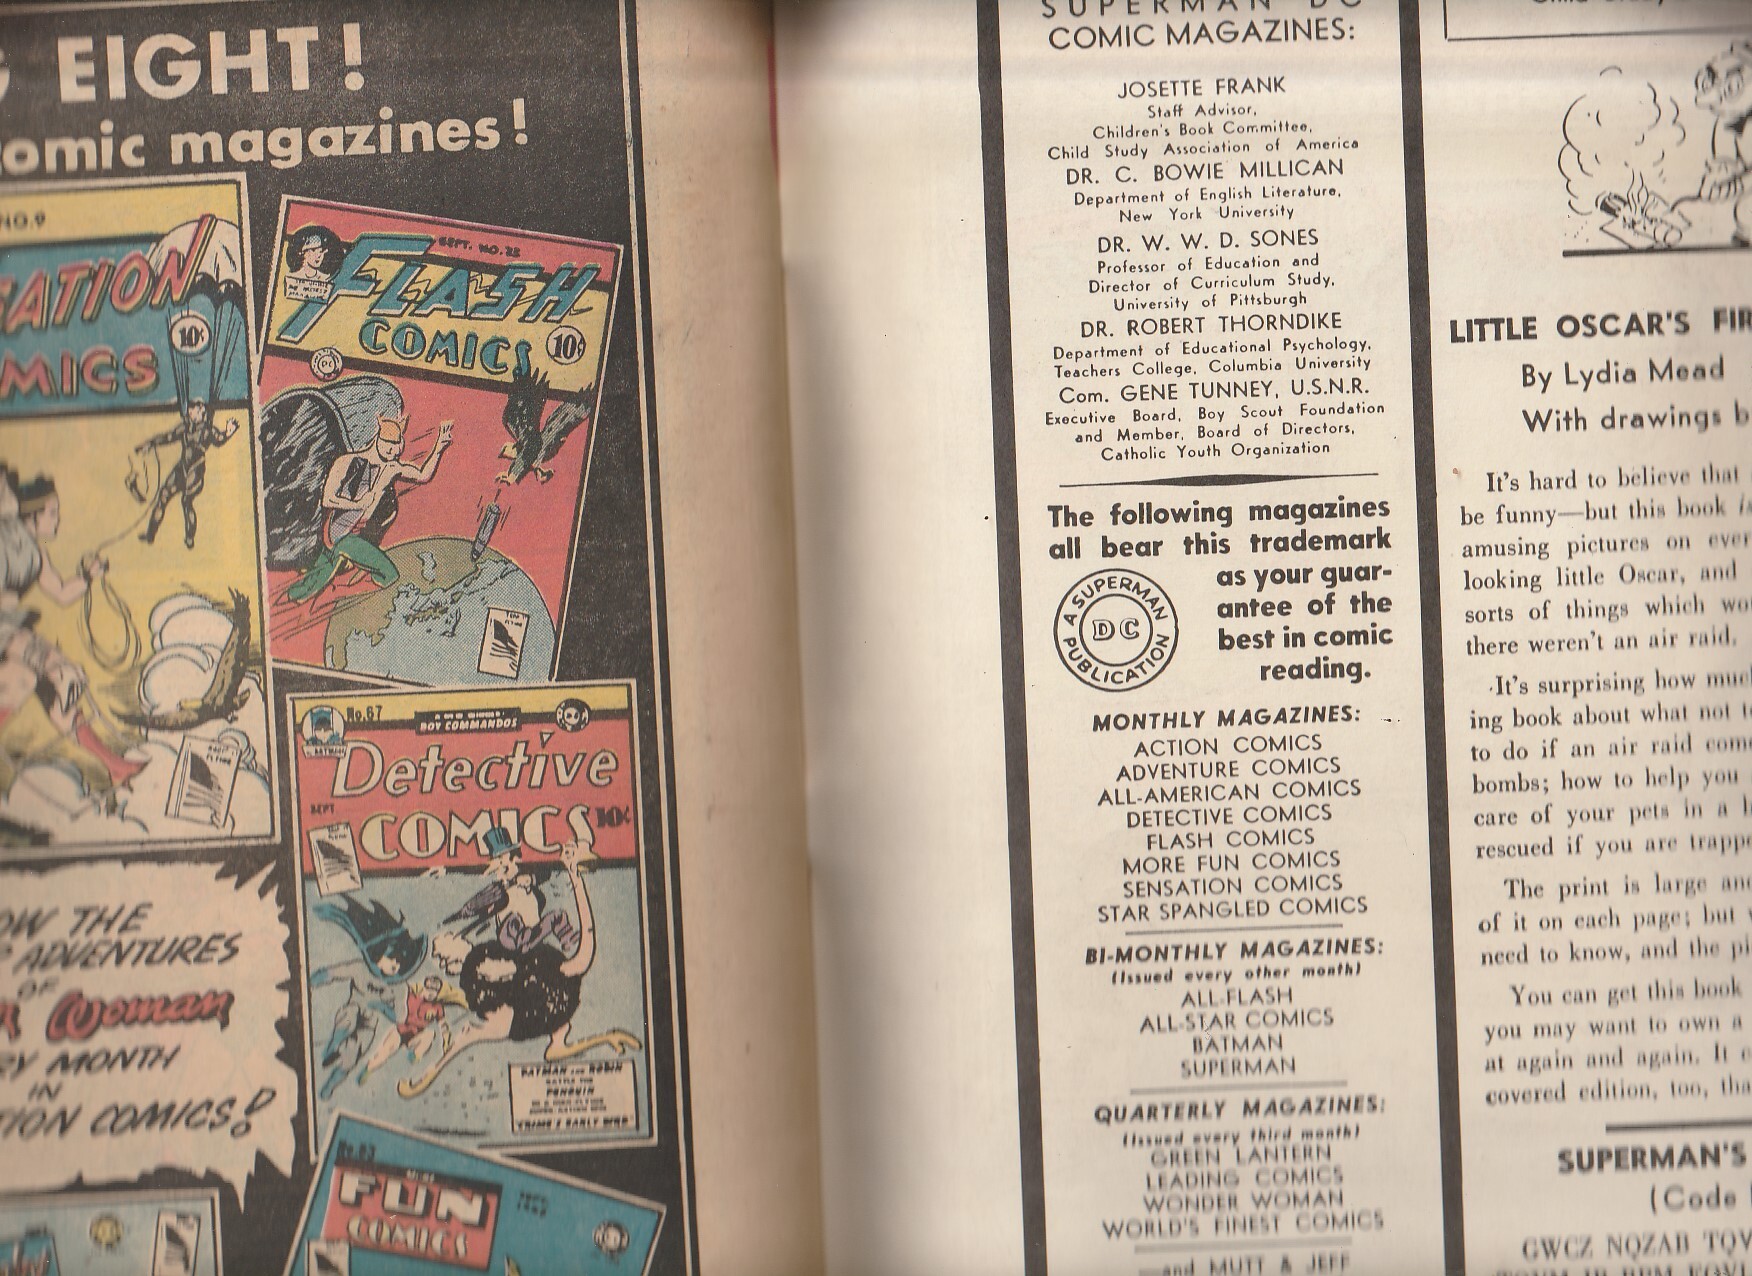 G EIGHT!
omic magazines!
NO.9
SATION
10¢
MICS
SEPT. NO.32
FLASH
COMICS
10¢
DC
No.67
BOY COMMANDOS
Detective
SEPT.
COMICS
10¢
BATMAN AND ROBIN
BATTLE THE
PENGUIN
OW THE
ADVENTURES
OF
Woman
RY MONTH
IN
TION COMICS!
FUN
COMICS
SUPERMAN DC
COMIC MAGAZINES:
JOSETTE FRANK
Staff Advisor,
Children's Book Committee,
Child Study Association of America
DR. C. BOWIE MILLICAN
Department of English Literature,
New York University
DR. W. W. D. SONES
Professor of Education and
Director of Curriculum Study,
University of Pittsburgh
DR. ROBERT THORNDIKE
Department of Educational Psychology,
Teachers College, Columbia University
Com. GENE TUNNEY, U.S.N.R.
Executive Board, Boy Scout Foundation
and Member, Board of Directors,
Catholic Youth Organization
The following magazines
all bear this trademark
as your guar-
antee of the
best in comic
reading.
A SUPERMAN
DC
PUBLICATION
MONTHLY MAGAZINES:
ACTION COMICS
ADVENTURE COMICS
ALL-AMERICAN COMICS
DETECTIVE COMICS
FLASH COMICS
MORE FUN COMICS
SENSATION COMICS
STAR SPANGLED COMICS
BI-MONTHLY MAGAZINES:
(Issued every other month)
ALL-FLASH
ALL-STAR COMICS
BATMAN
SUPERMAN
QUARTERLY MAGAZINES:
(Issued every third month)
GREEN LANTERN
LEADING COMICS
WONDER WOMAN
WORLD'S FINEST COMICS
—and MUTT & JEFF
LITTLE OSCAR'S FIR
By Lydia Mead
With drawings b
It's hard to believe that
be funny—but this book is
amusing pictures on ever
looking little Oscar, and
sorts of things which wo
there weren't an air raid.
It's surprising how muc
ing book about what not t
to do if an air raid com
bombs; how to help you
care of your pets in a
rescued if you are trapp
The print is large an
of it on each page; but
need to know, and the pi
You can get this book
you may want to own a
at again and again. It c
covered edition, too, tha
SUPERMAN'S
(Code
GWCZ NQZAB TQV